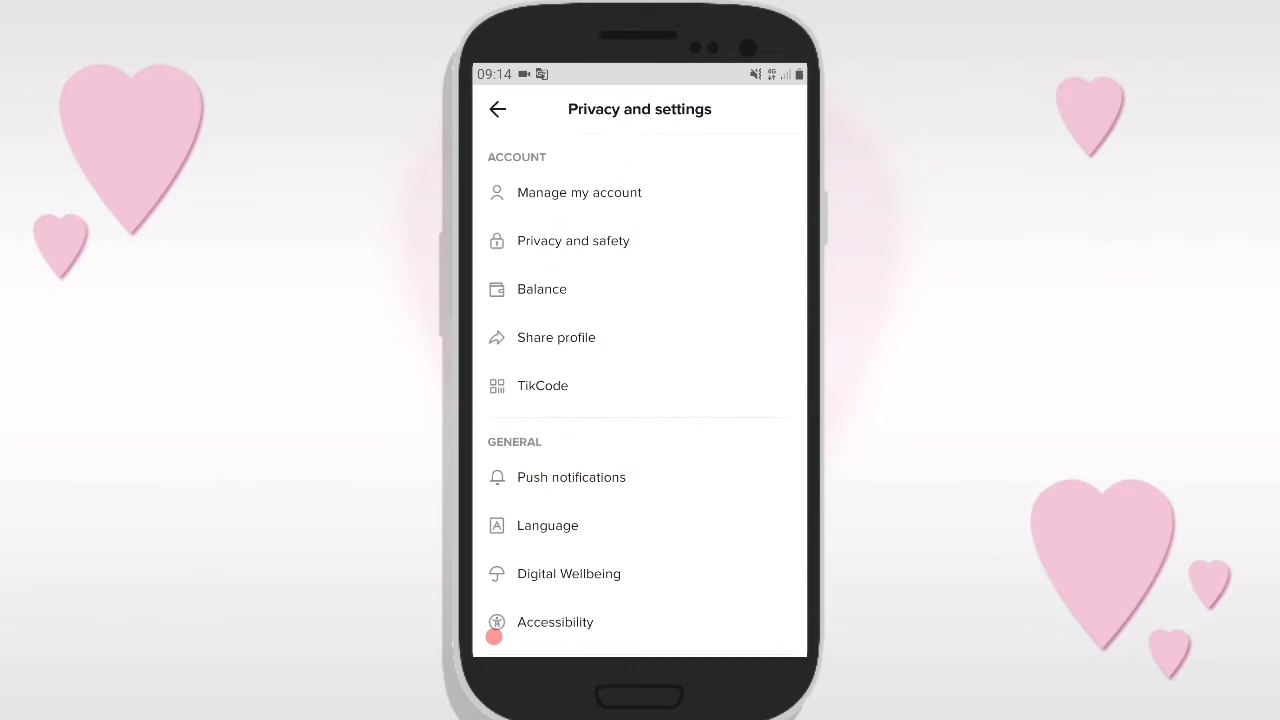 09:14
Privacy and settings
ACCOUNT
Manage my account
Privacy and safety
Balance
Share profile
TikCode
GENERAL
Push notifications
Language
Digital Wellbeing
Accessibility